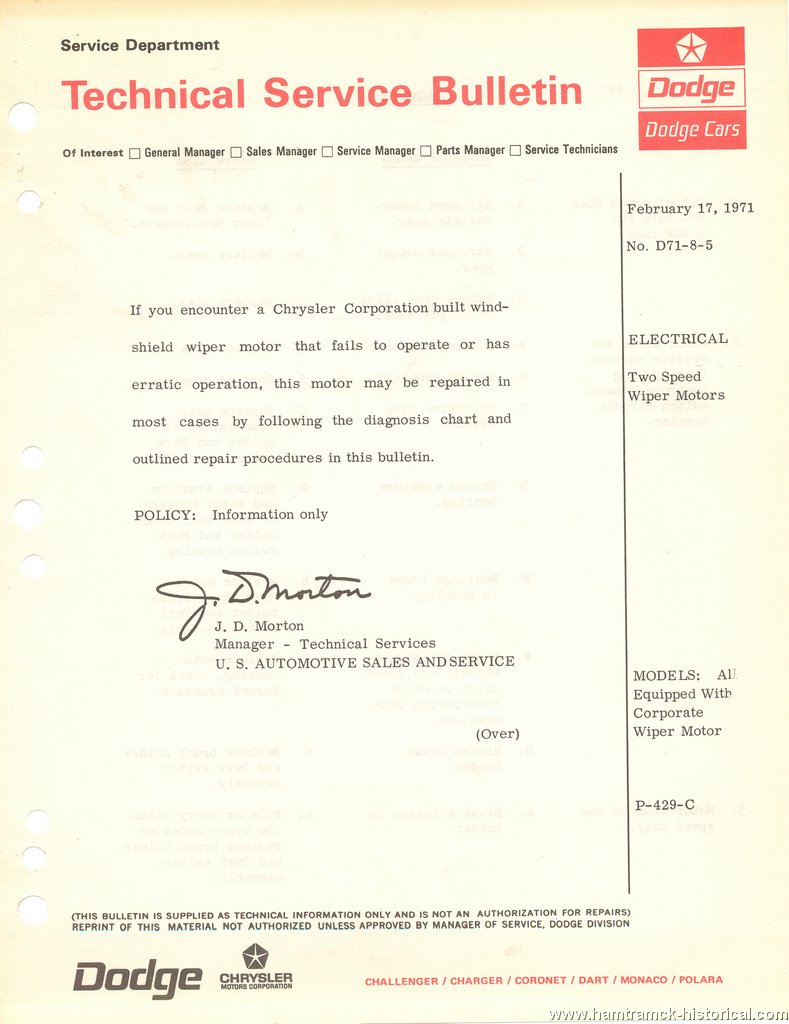 Service Department
Technical Service Bulletin
Dodge
Dodge Cars
Of Interest □ General Manager □ Sales Manager □ Service Manager □ Parts Manager □ Service Technicians
February 17, 1971
No. D71-8-5
If you encounter a Chrysler Corporation built wind-
shield wiper motor that fails to operate or has
erratic operation, this motor may be repaired in
most cases by following the diagnosis chart and
outlined repair procedures in this bulletin.
ELECTRICAL
Two Speed
Wiper Motors
POLICY: Information only
J. D. Morton
J. D. Morton
Manager - Technical Services
U. S. AUTOMOTIVE SALES AND SERVICE
(Over)
MODELS: All
Equipped With
Corporate
Wiper Motor
P-429-C
(THIS BULLETIN IS SUPPLIED AS TECHNICAL INFORMATION ONLY AND IS NOT AN AUTHORIZATION FOR REPAIRS)
REPRINT OF THIS MATERIAL NOT AUTHORIZED UNLESS APPROVED BY MANAGER OF SERVICE, DODGE DIVISION
Dodge
CHRYSLER
MOTORS CORPORATION
CHALLENGER / CHARGER / CORONET / DART / MONACO / POLARA
www.hamtramck-historical.com